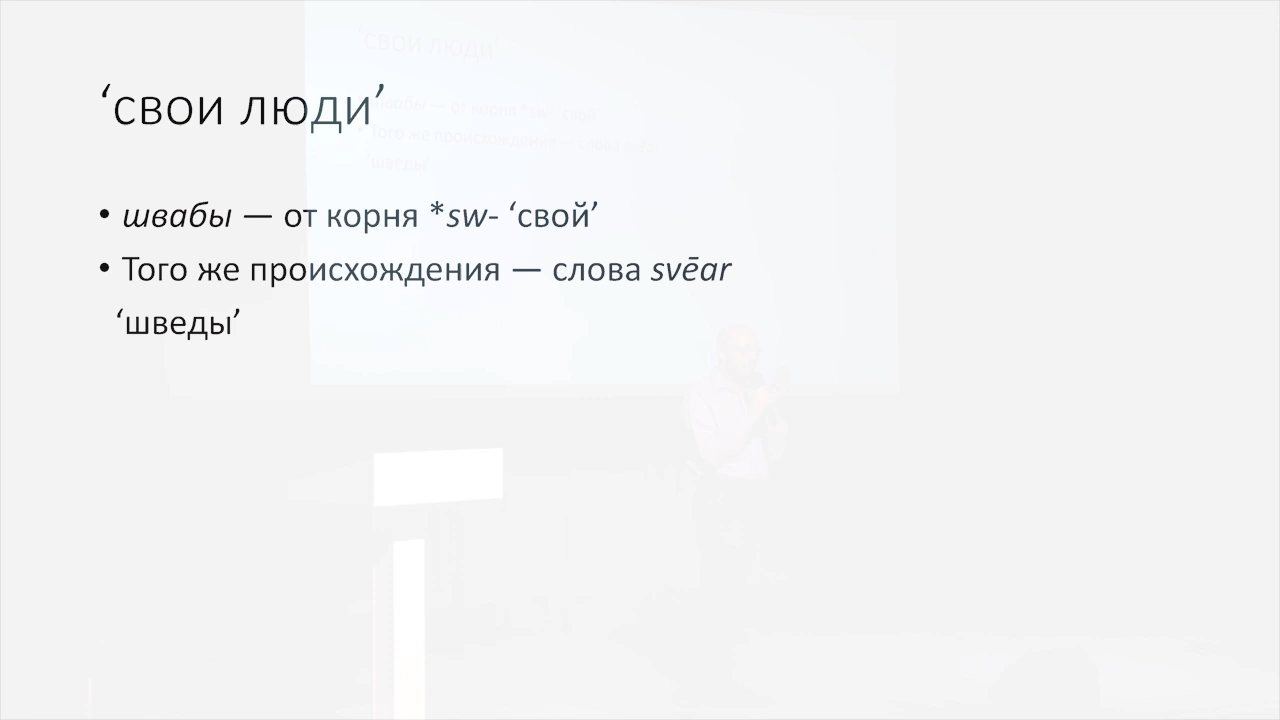 ‘свои люди’
• швабы — от корня *sw- ‘свой’
• Того же происхождения — слова svēar
‘шведы’